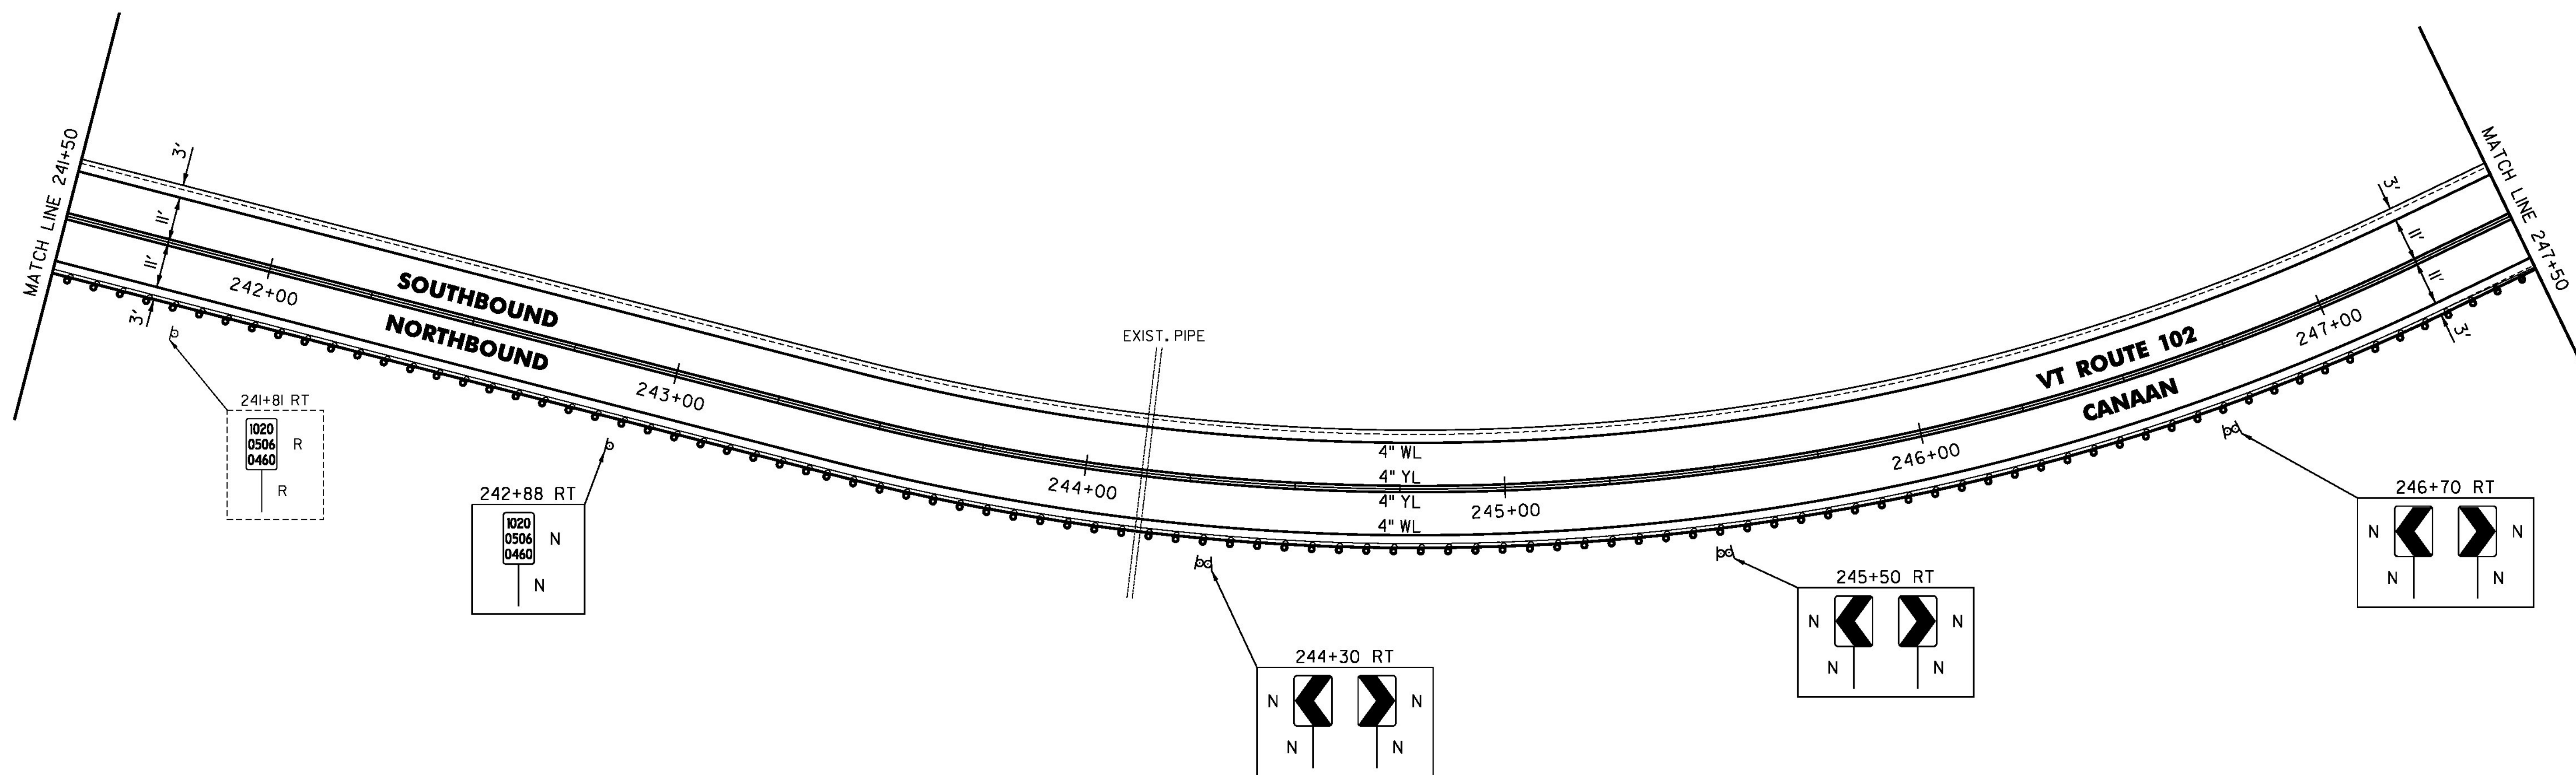 MATCH LINE 241+50
3'
11'
11'
3'
242+00
SOUTHBOUND
NORTHBOUND
243+00
241+81 RT
1020
0506
0460
R
R
242+88 RT
1020
0506
0460
N
N
EXIST. PIPE
244+00
4" WL
4" YL
4" YL
4" WL
245+00
244+30 RT
N
N
N
N
245+50 RT
N
N
N
N
246+00
VT ROUTE 102
CANAAN
247+00
246+70 RT
N
N
N
N
3'
11'
11'
3'
MATCH LINE 247+50